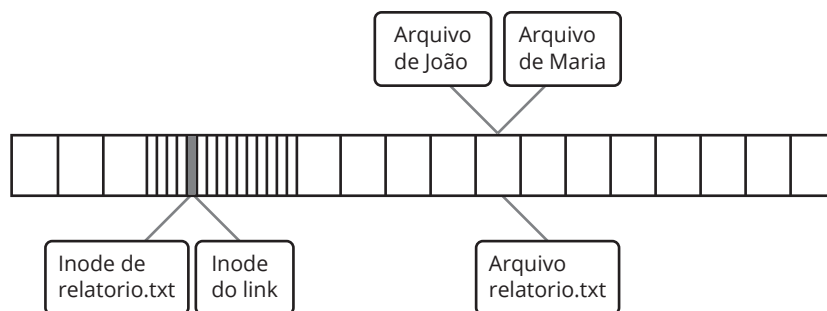 Arquivo
de João
Arquivo
de Maria
Inode de
relatorio.txt
Inode
do link
Arquivo
relatorio.txt